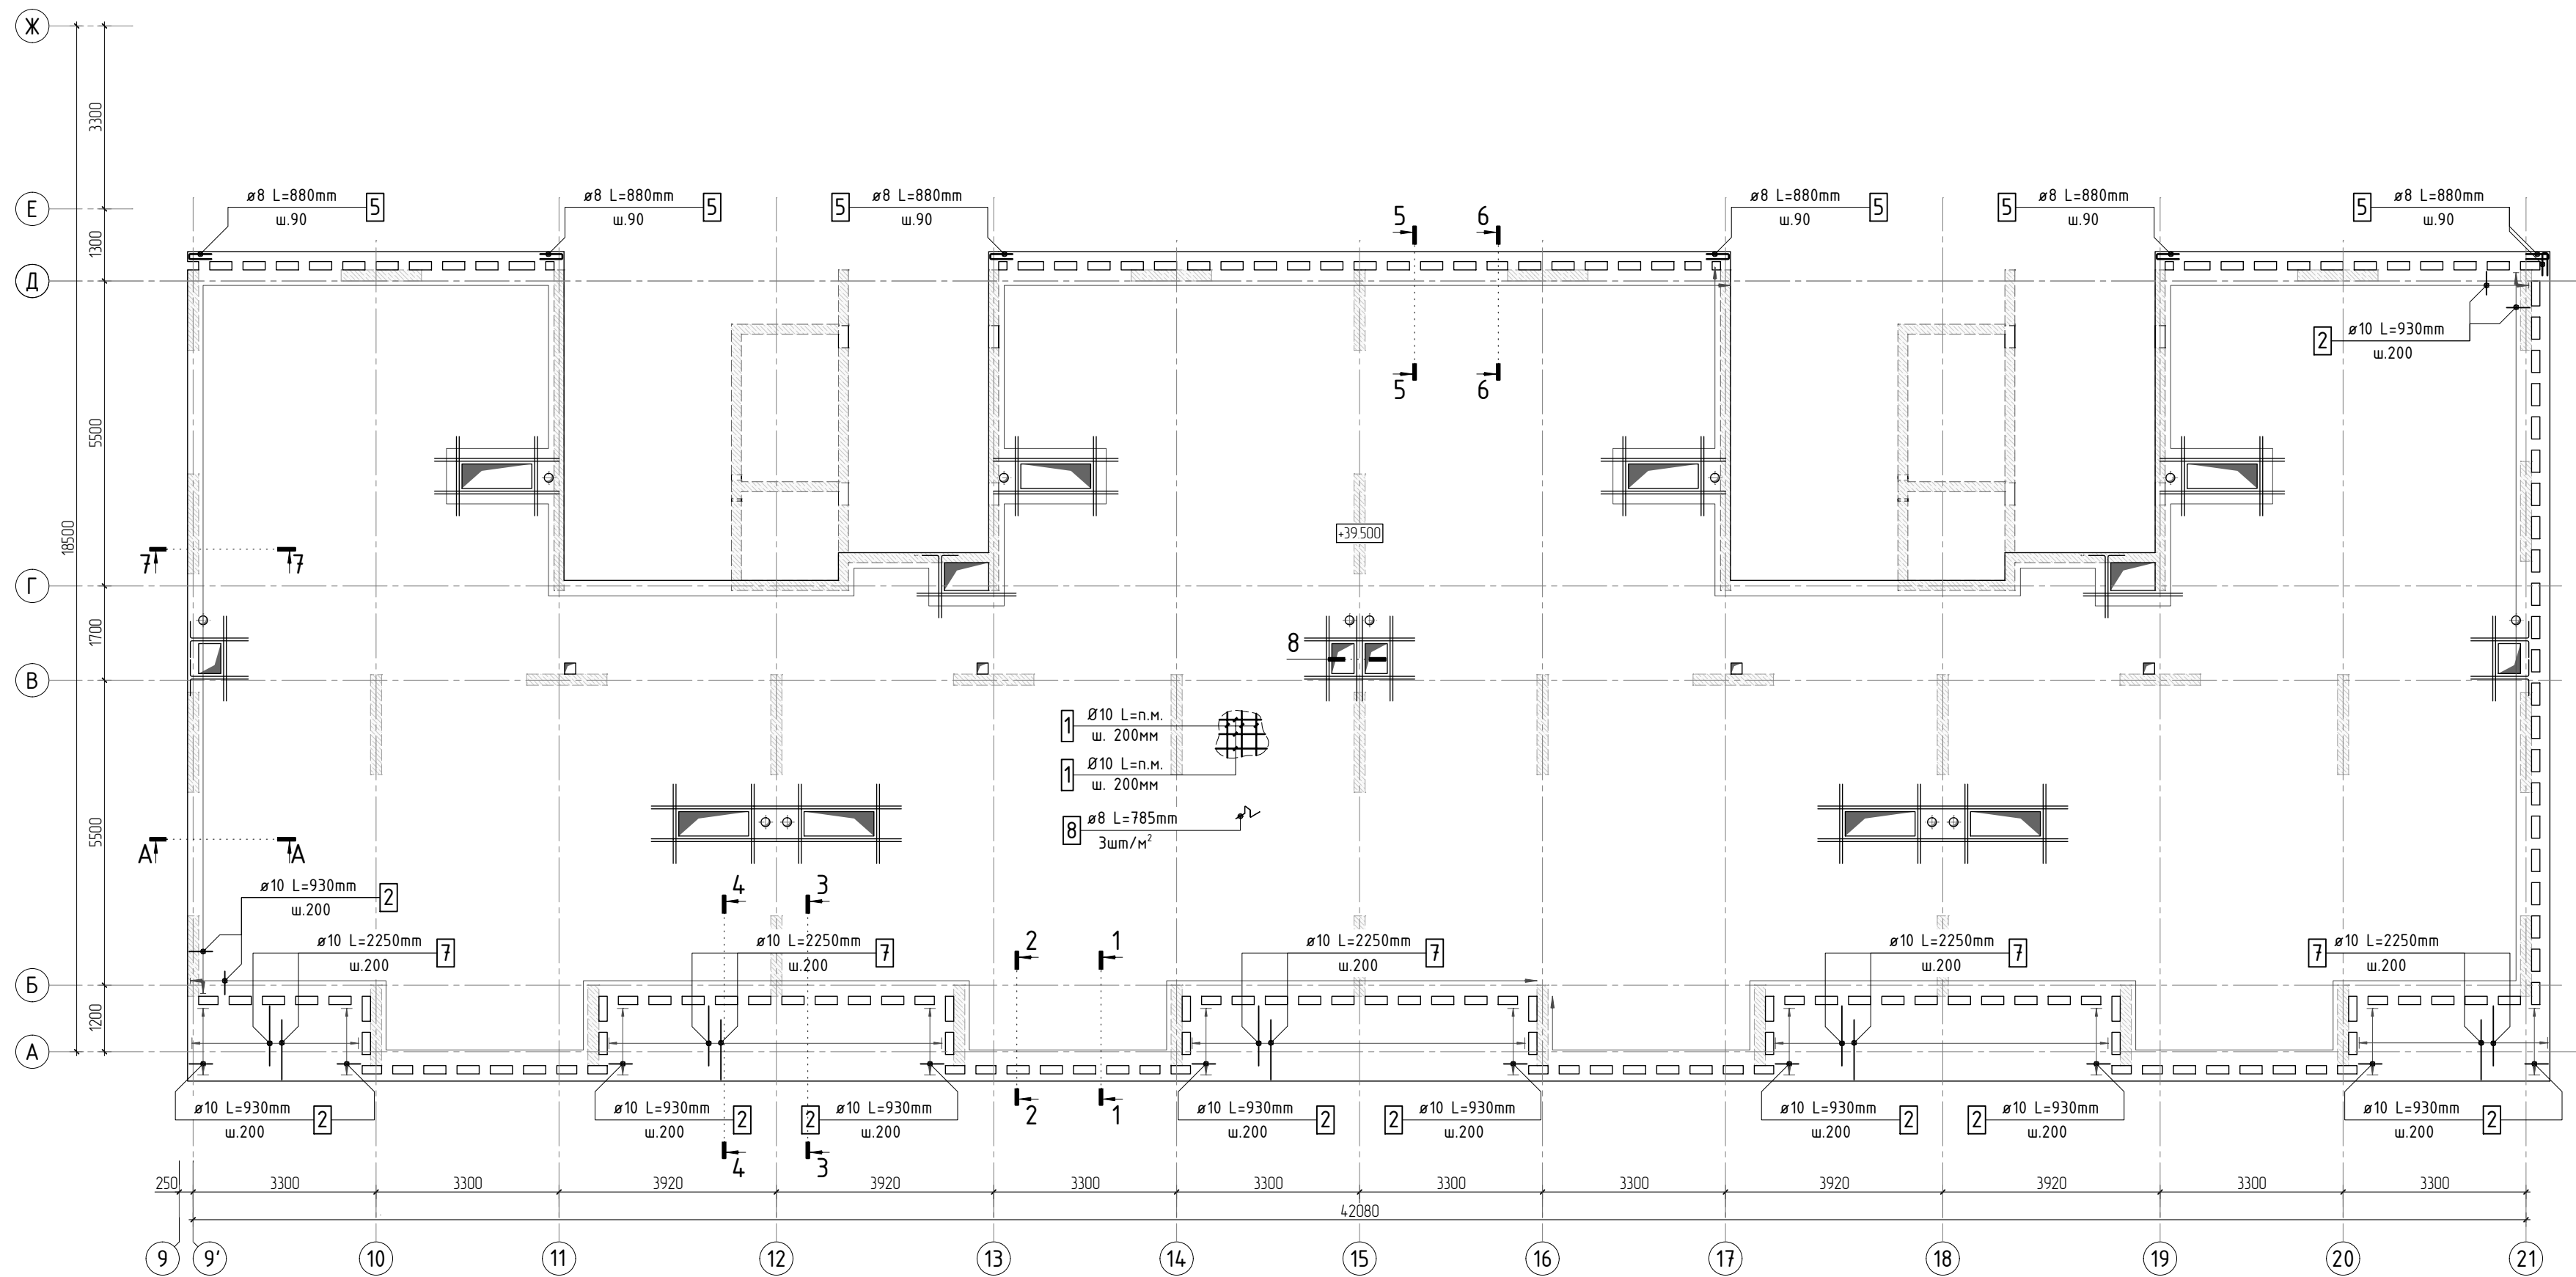 Ж
3300
Е
ø8 L=880mm
ш.90
5
ø8 L=880mm
ш.90
5
5
ø8 L=880mm
ш.90
5
6
ø8 L=880mm
ш.90
5
5
ø8 L=880mm
ш.90
5
ø8 L=880mm
ш.90
1300
Д
2
ø10 L=930mm
ш.200
5
6
5500
18500
+39.500
7
7
Г
1700
8
В
1
Ø10 L=п.м.
ш. 200мм
1
Ø10 L=п.м.
ш. 200мм
8
ø8 L=785mm
3шт/м²
5500
А
А
ø10 L=930mm
ш.200
2
4
3
ø10 L=2250mm
ш.200
7
ø10 L=2250mm
ш.200
7
2
1
ø10 L=2250mm
ш.200
7
ø10 L=2250mm
ш.200
7
7
ø10 L=2250mm
ш.200
Б
1200
А
ø10 L=930mm
ш.200
2
ø10 L=930mm
ш.200
2
2
ø10 L=930mm
ш.200
2
1
ø10 L=930mm
ш.200
2
2
ø10 L=930mm
ш.200
ø10 L=930mm
ш.200
2
2
ø10 L=930mm
ш.200
ø10 L=930mm
ш.200
2
4
3
250
3300
3300
3920
3920
3300
3300
3300
3300
3920
3920
3300
3300
42080
9
9'
10
11
12
13
14
15
16
17
18
19
20
21